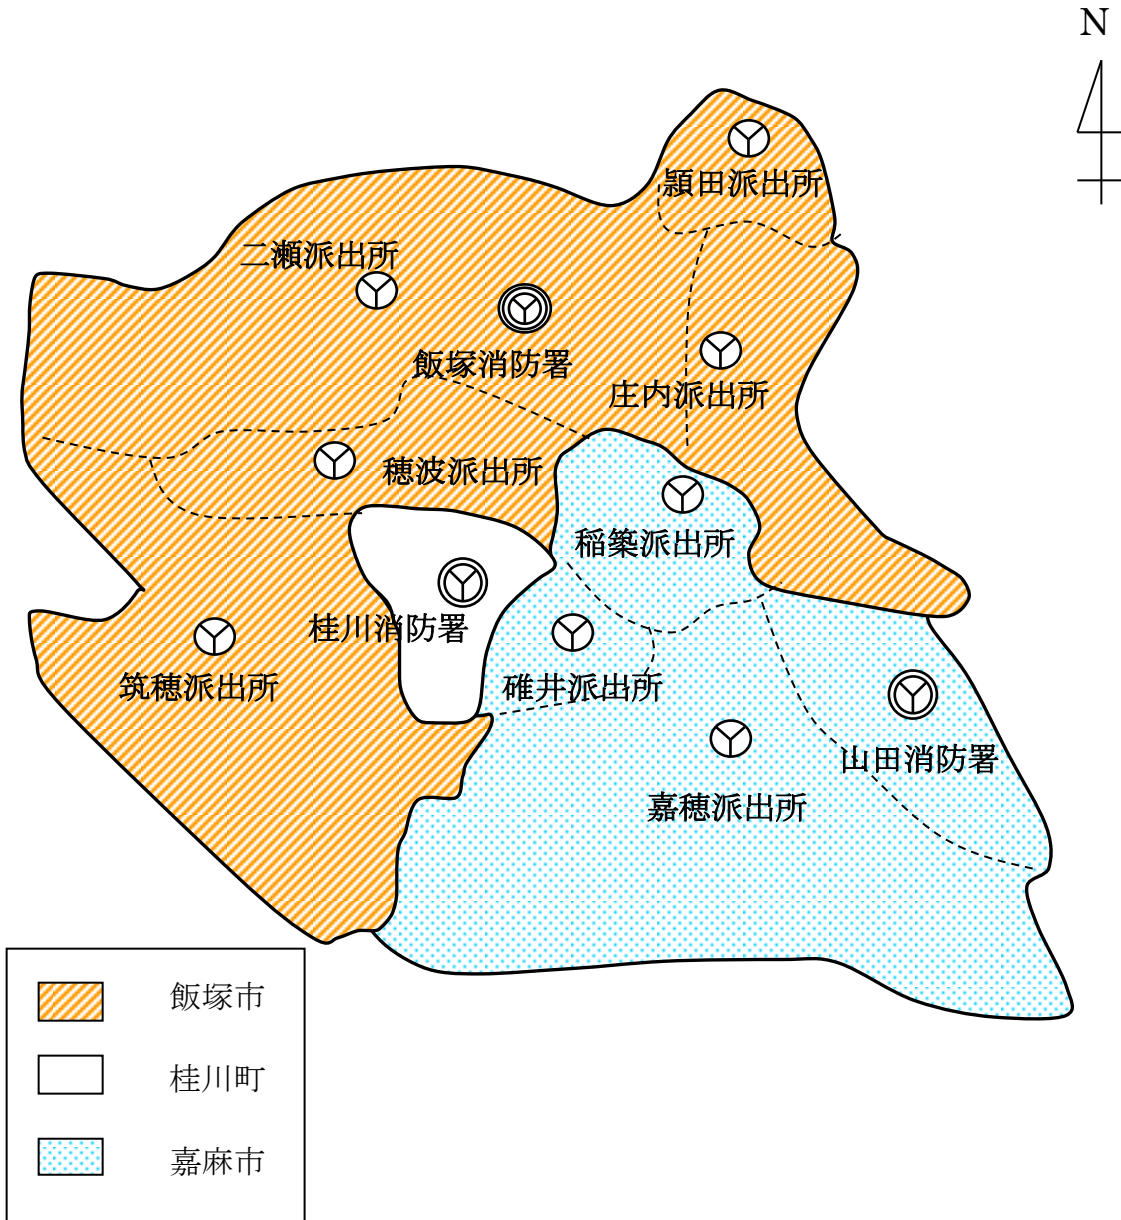 N
頴田派出所
二瀬派出所
飯塚消防署
庄内派出所
穂波派出所
稲築派出所
桂川消防署
筑穂派出所
碓井派出所
山田消防署
嘉穂派出所
飯塚市
桂川町
嘉麻市